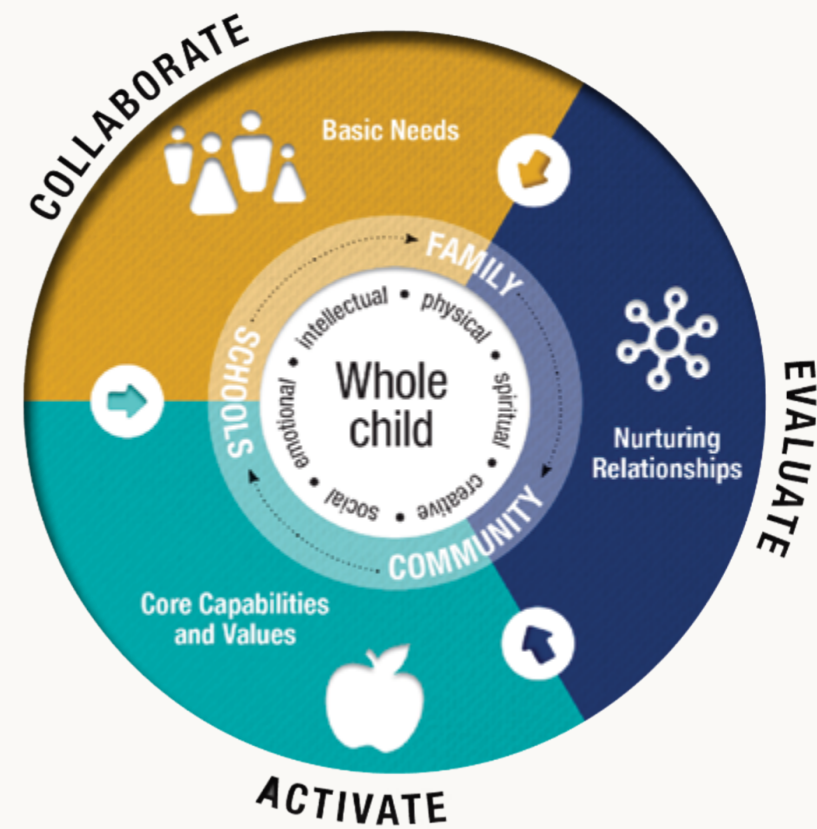 COLLABORATE
Basic Needs
FAMILY
SCHOOLS
COMMUNITY
intellectual • physical • spiritual • creative • social • emotional •
Whole
child
Nurturing
Relationships
EVALUATE
Core Capabilities
and Values
ACTIVATE